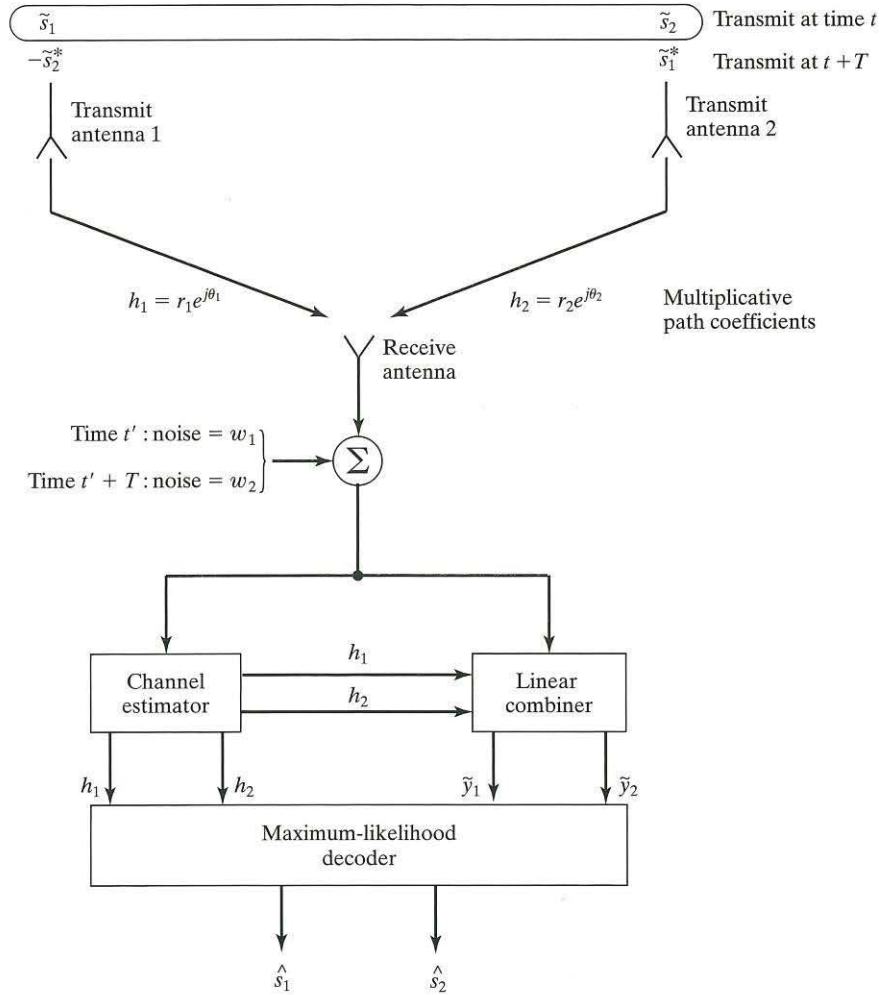 s̃₁ s̃₂ Transmit at time t
−s̃₂* s̃₁* Transmit at t + T
Transmit
antenna 1
Transmit
antenna 2
h₁ = r₁e^{jθ₁} h₂ = r₂e^{jθ₂} Multiplicative
path coefficients
Receive
antenna
Time t′ : noise = w₁
Time t′ + T : noise = w₂
Σ
Channel
estimator
h₁
h₂
Linear
combiner
h₁ h₂ ỹ₁ ỹ₂
Maximum-likelihood
decoder
ŝ₁ ŝ₂